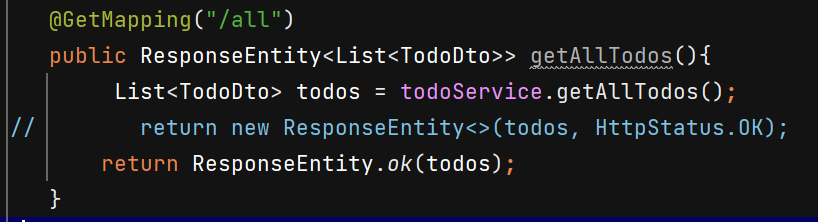 @GetMapping("/all")
public ResponseEntity<List<TodoDto>> getAllTodos(){
List<TodoDto> todos = todoService.getAllTodos();
// return new ResponseEntity<>(todos, HttpStatus.OK);
return ResponseEntity.ok(todos);
}